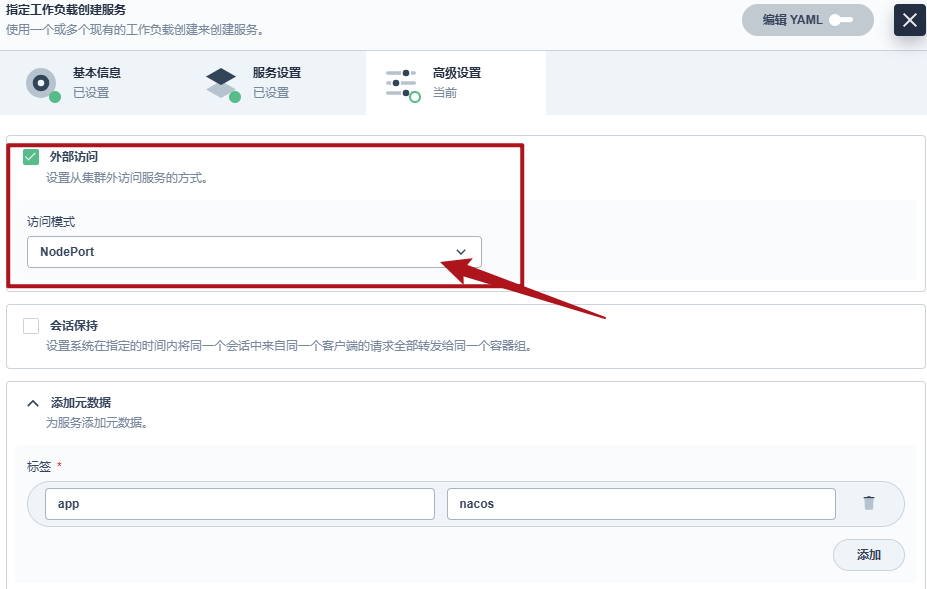 指定工作负载创建服务
使用一个或多个现有的工作负载创建来创建服务。
编辑 YAML
基本信息
已设置
服务设置
已设置
高级设置
当前
外部访问
设置从集群外访问服务的方式。
访问模式
NodePort
会话保持
设置系统在指定的时间内将同一个会话中来自同一个客户端的请求全部转发给同一个容器组。
添加元数据
为服务添加元数据。
标签 *
app
nacos
添加